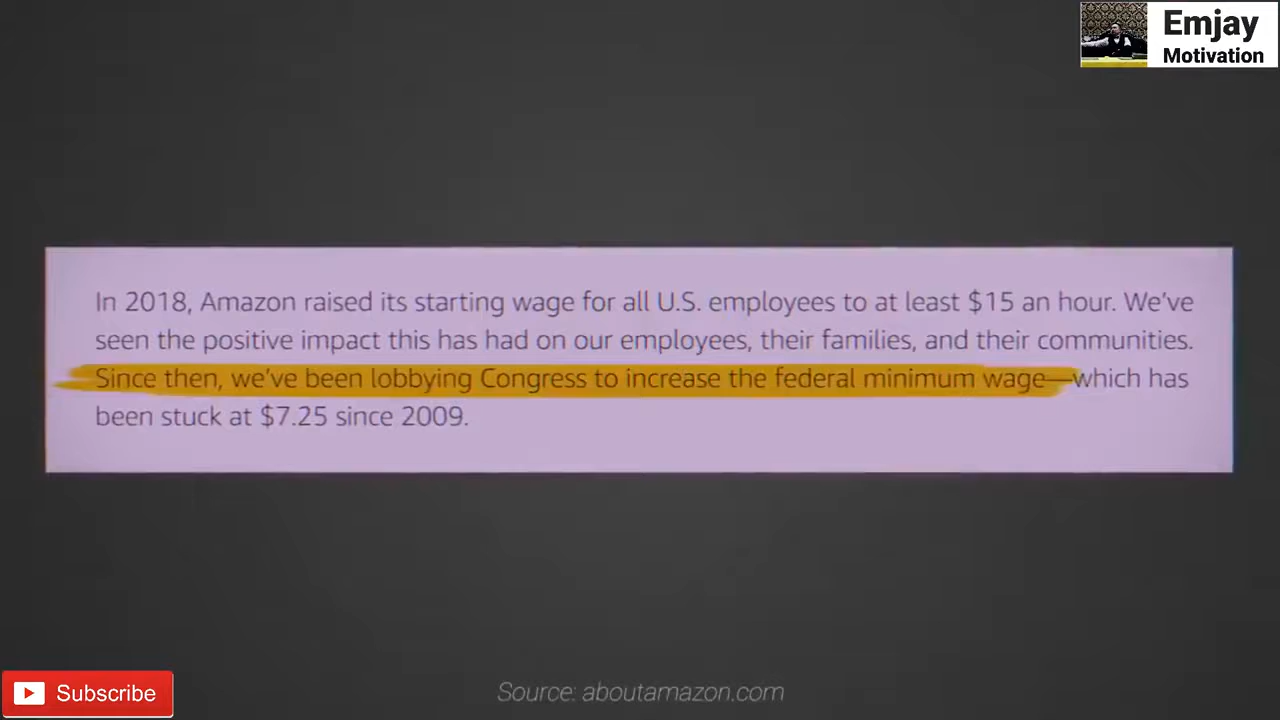 Emjay
Motivation
In 2018, Amazon raised its starting wage for all U.S. employees to at least $15 an hour. We've
seen the positive impact this has had on our employees, their families, and their communities.
Since then, we've been lobbying Congress to increase the federal minimum wage—which has
been stuck at $7.25 since 2009.
Subscribe
Source: aboutamazon.com